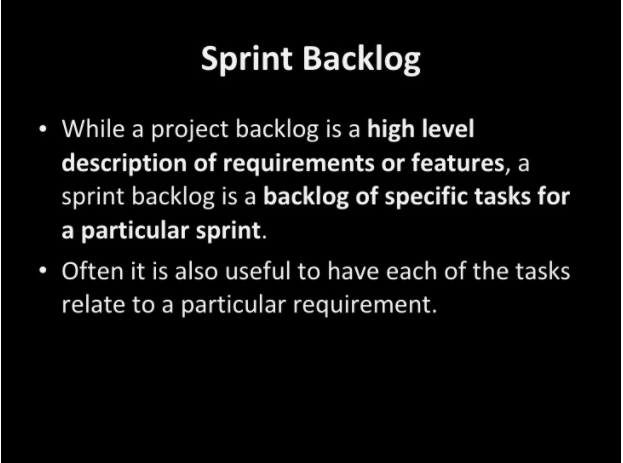 Sprint Backlog
• While a project backlog is a high level
description of requirements or features, a
sprint backlog is a backlog of specific tasks for
a particular sprint.
• Often it is also useful to have each of the tasks
relate to a particular requirement.